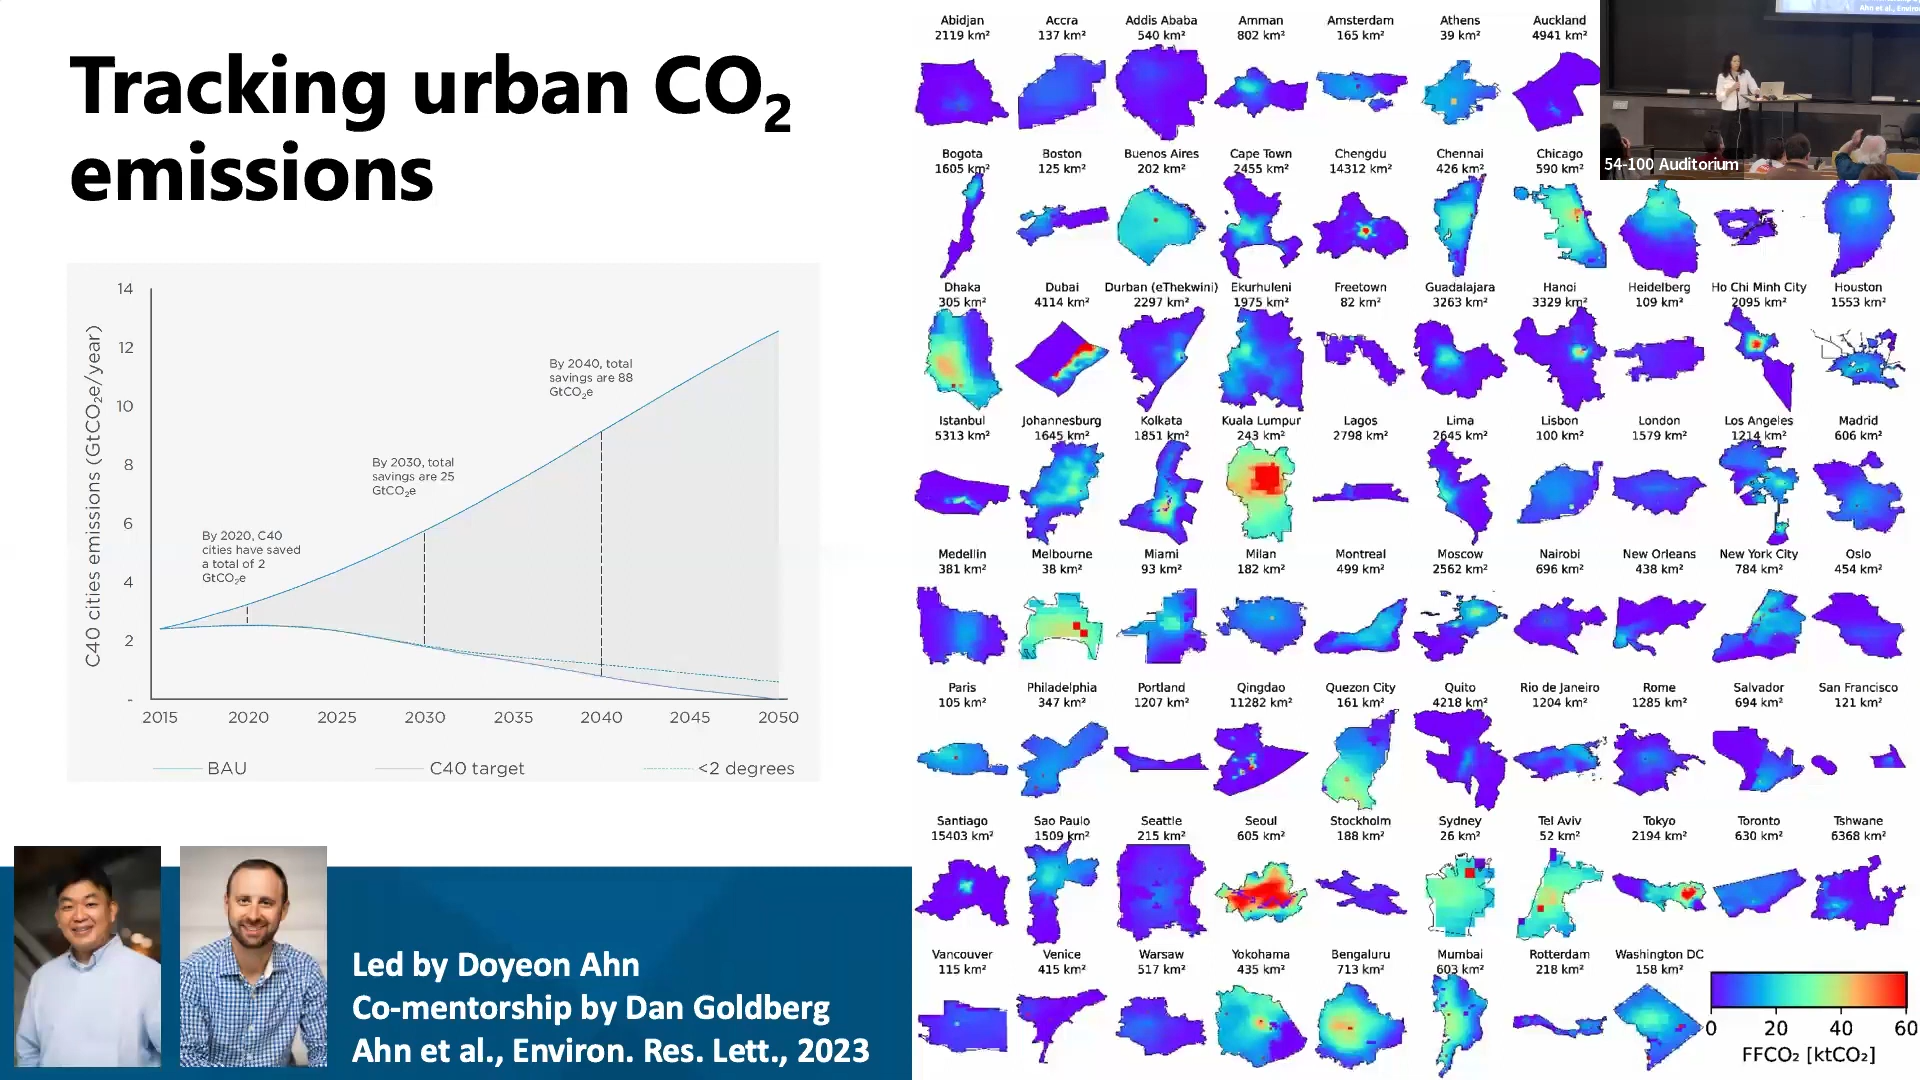 Tracking urban CO₂
emissions
14
12
10
8
6
4
2
-
C40 cities emissions (GtCO₂e/year)
By 2020, C40
cities have saved
a total of 2
GtCO₂e
By 2030, total
savings are 25
GtCO₂e
By 2040, total
savings are 88
GtCO₂e
2015 2020 2025 2030 2035 2040 2045 2050
BAU C40 target <2 degrees
Led by Doyeon Ahn
Co-mentorship by Dan Goldberg
Ahn et al., Environ. Res. Lett., 2023
Abidjan Accra Addis Ababa Amman Amsterdam Athens Auckland
2119 km² 137 km² 540 km² 802 km² 165 km² 39 km² 4941 km²
Ahn et al., Enviro
54-100 Auditorium
Bogota Boston Buenos Aires Cape Town Chengdu Chennai Chicago
1605 km² 125 km² 202 km² 2455 km² 14312 km² 426 km² 590 km²
Dhaka Dubai Durban (eThekwini) Ekurhuleni Freetown Guadalajara Hanoi Heidelberg Ho Chi Minh City Houston
305 km² 4114 km² 2297 km² 1975 km² 82 km² 3263 km² 3329 km² 109 km² 2095 km² 1553 km²
Istanbul Johannesburg Kolkata Kuala Lumpur Lagos Lima Lisbon London Los Angeles Madrid
5313 km² 1645 km² 1851 km² 243 km² 2798 km² 2645 km² 100 km² 1579 km² 1214 km² 606 km²
Medellin Melbourne Miami Milan Montreal Moscow Nairobi New Orleans New York City Oslo
381 km² 38 km² 93 km² 182 km² 499 km² 2562 km² 696 km² 438 km² 784 km² 454 km²
Paris Philadelphia Portland Qingdao Quezon City Quito Rio de Janeiro Rome Salvador San Francisco
105 km² 347 km² 1207 km² 11282 km² 161 km² 4218 km² 1204 km² 1285 km² 694 km² 121 km²
Santiago Sao Paulo Seattle Seoul Stockholm Sydney Tel Aviv Tokyo Toronto Tshwane
15403 km² 1509 km² 215 km² 605 km² 188 km² 26 km² 52 km² 2194 km² 630 km² 6368 km²
Vancouver Venice Warsaw Yokohama Bengaluru Mumbai Rotterdam Washington DC
115 km² 415 km² 517 km² 435 km² 713 km² 603 km² 218 km² 158 km²
0 20 40 60
FFCO₂ [ktCO₂]